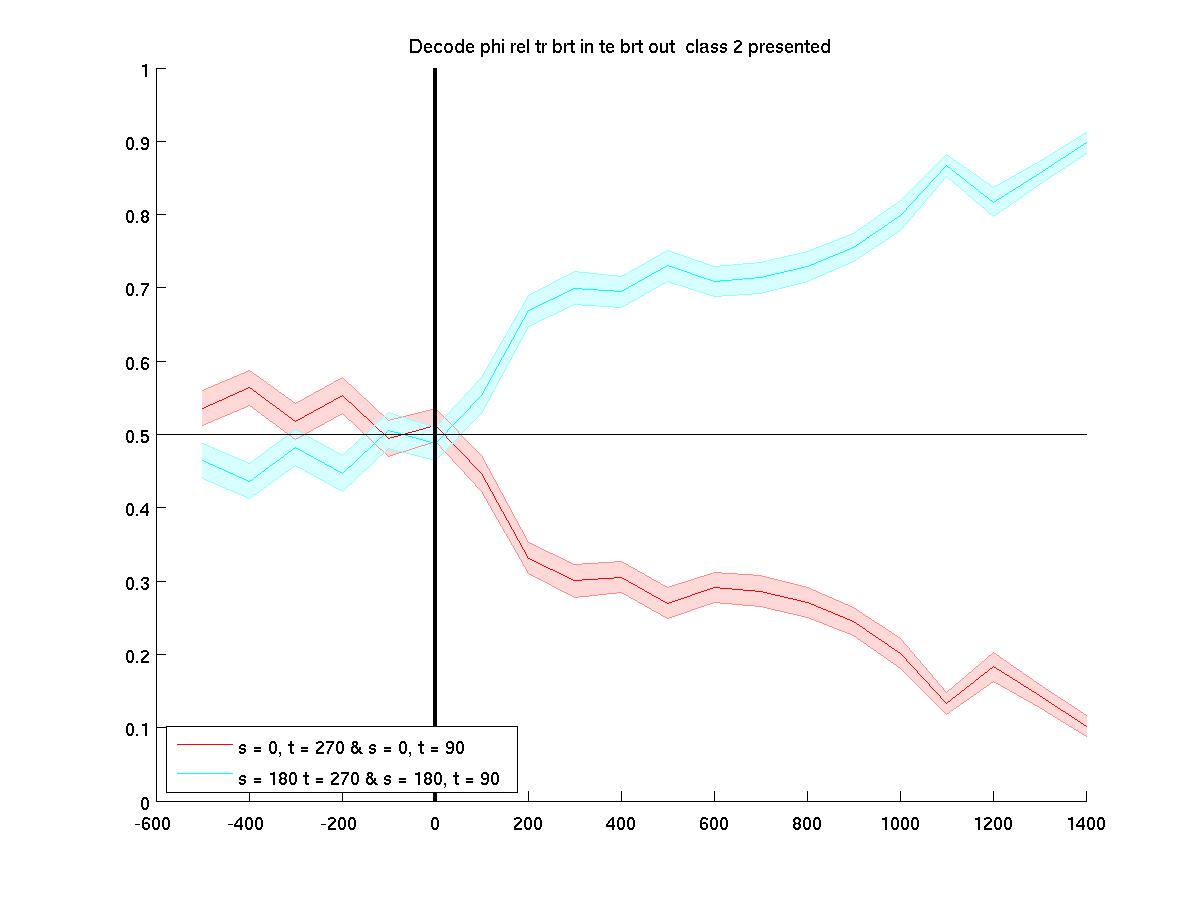 Decode phi rel tr brt in te brt out  class 2 presented
1
0.9
0.8
0.7
0.6
0.5
0.4
0.3
0.2
0.1
0
s = 0, t = 270 & s = 0, t = 90
s = 180 t = 270 & s = 180, t = 90
-600 -400 -200 0 200 400 600 800 1000 1200 1400